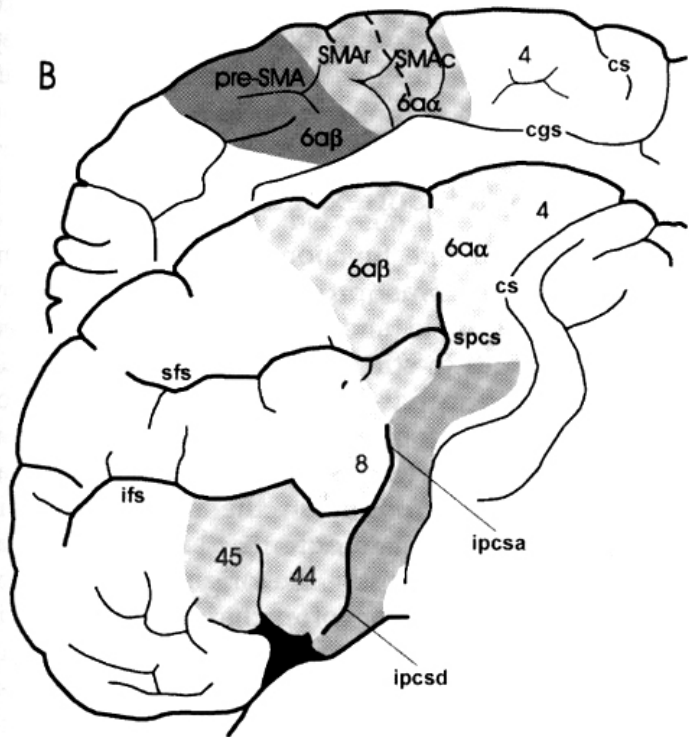 B
SMAr
SMAc
4
cs
pre-SMA
6aα
6aβ
cgs
4
6aβ
6aα
cs
spcs
sfs
8
ifs
ipcsa
45
44
ipcsd